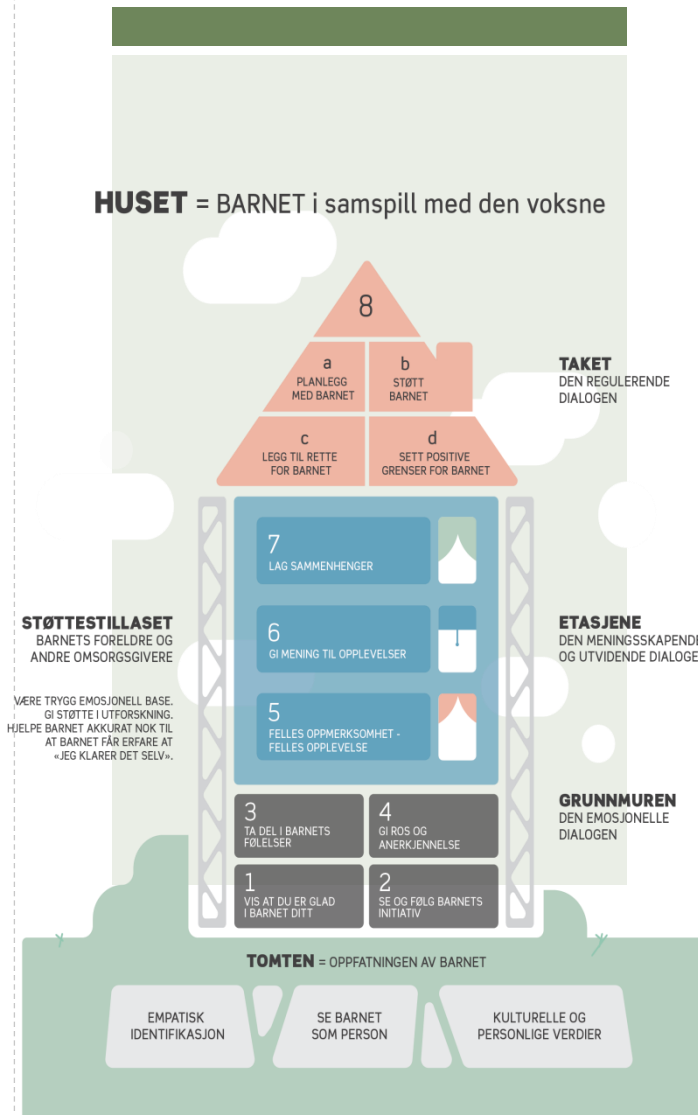 HUSET = BARNET i samspill med den voksne
8
a
PLANLEGG
MED BARNET
b
STØTT
BARNET
TAKET
DEN REGULERENDE
DIALOGEN
c
LEGG TIL RETTE
FOR BARNET
d
SETT POSITIVE
GRENSER FOR BARNET
7
LAG SAMMENHENGER
STØTTESTILLASET
BARNETS FORELDRE OG
ANDRE OMSORGSGIVERE
VÆRE TRYGG EMOSJONELL BASE.
GI STØTTE I UTFORSKNING.
HJELPE BARNET AKKURAT NOK TIL
AT BARNET FÅR ERFARE AT
«JEG KLARER DET SELV».
6
GI MENING TIL OPPLEVELSER
ETASJENE
DEN MENINGSSKAPENDE
OG UTVIDENDE DIALOGE
5
FELLES OPPMERKSOMHET -
FELLES OPPLEVELSE
3
TA DEL I BARNETS
FØLELSER
4
GI ROS OG
ANERKJENNELSE
GRUNNMUREN
DEN EMOSJONELLE
DIALOGEN
1
VIS AT DU ER GLAD
I BARNET DITT
2
SE OG FØLG BARNETS
INITIATIV
TOMTEN = OPPFATNINGEN AV BARNET
EMPATISK
IDENTIFIKASJON
SE BARNET
SOM PERSON
KULTURELLE OG
PERSONLIGE VERDIER